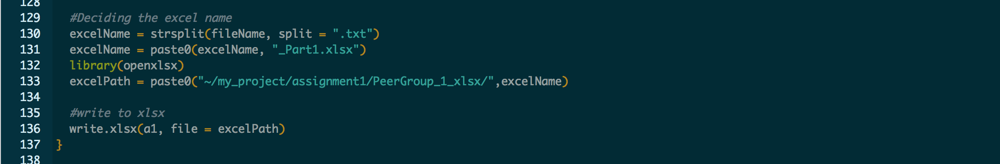 128
129 #Deciding the excel name
130 excelName = strsplit(fileName, split = ".txt")
131 excelName = paste0(excelName, "_Part1.xlsx")
132 library(openxlsx)
133 excelPath = paste0("~/my_project/assignment1/PeerGroup_1_xlsx/",excelName)
134
135 #write to xlsx
136 write.xlsx(a1, file = excelPath)
137 }
138